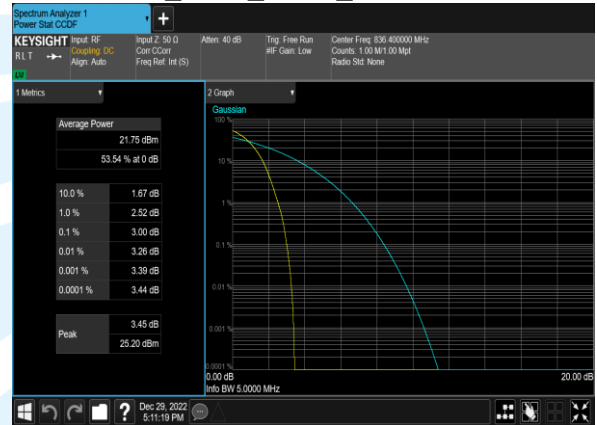 Spectrum Analyzer 1
Power Stat CCDF
+
KEYSIGHT Input: RF Input Z: 50 Ω Atten: 40 dB Trig: Free Run Center Freq: 836.400000 MHz
RLT Coupling: DC Corr CCorr #IF Gain: Low Counts: 1.00 M/1.00 Mpt
Align: Auto Freq Ref: Int (S) Radio Std: None
1 Metrics
Average Power
21.75 dBm
53.54 % at 0 dB
10.0 % 1.67 dB
1.0 % 2.52 dB
0.1 % 3.00 dB
0.01 % 3.26 dB
0.001 % 3.39 dB
0.0001 % 3.44 dB
Peak 3.45 dB
25.20 dBm
2 Graph
Gaussian
100 %
10 %
1 %
0.1 %
0.01 %
0.001 %
0.0001 %
0.00 dB 20.00 dB
Info BW 5.0000 MHz
? Dec 29, 2022
5:11:19 PM